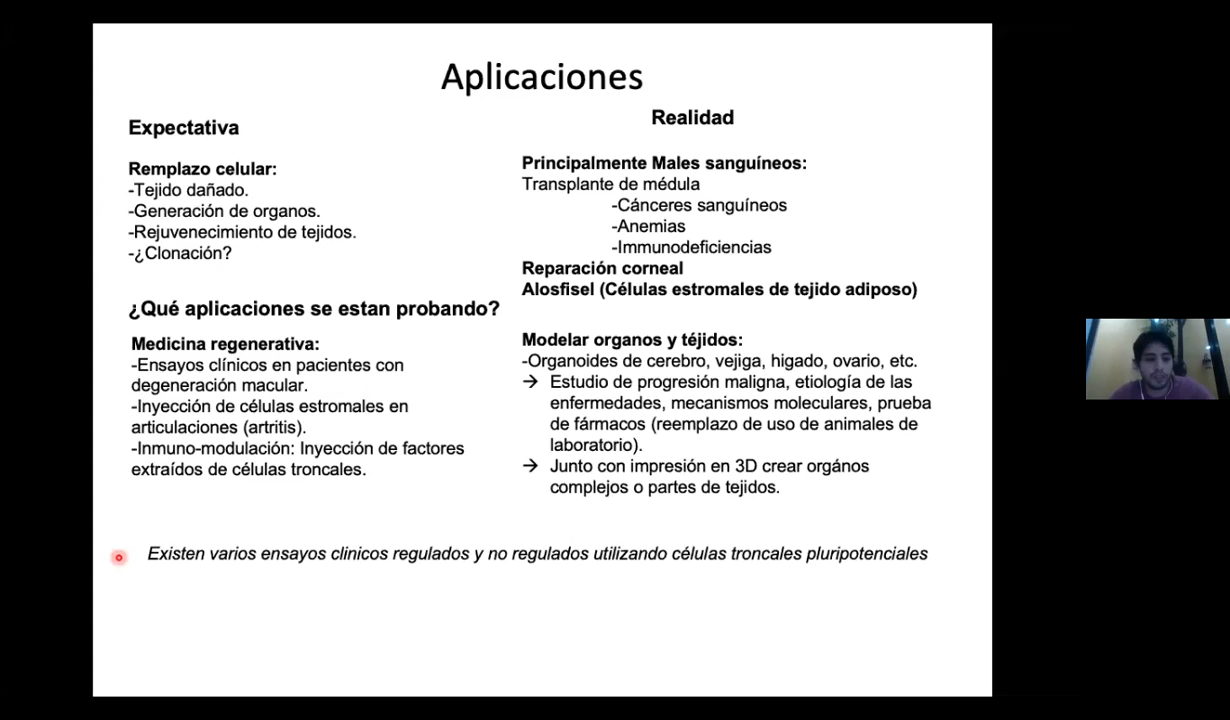 Aplicaciones
Expectativa
Remplazo celular:
-Tejido dañado.
-Generación de organos.
-Rejuvenecimiento de tejidos.
-¿Clonación?
¿Qué aplicaciones se estan probando?
Medicina regenerativa:
-Ensayos clínicos en pacientes con
degeneración macular.
-Inyección de células estromales en
articulaciones (artritis).
-Inmuno-modulación: Inyección de factores
extraídos de células troncales.
Realidad
Principalmente Males sanguíneos:
Transplante de médula
-Cánceres sanguíneos
-Anemias
-Immunodeficiencias
Reparación corneal
Alosfisel (Células estromales de tejido adiposo)
Modelar organos y téjidos:
-Organoides de cerebro, vejiga, higado, ovario, etc.
→ Estudio de progresión maligna, etiología de las
enfermedades, mecanismos moleculares, prueba
de fármacos (reemplazo de uso de animales de
laboratorio).
→ Junto con impresión en 3D crear orgános
complejos o partes de tejidos.
Existen varios ensayos clinicos regulados y no regulados utilizando células troncales pluripotenciales